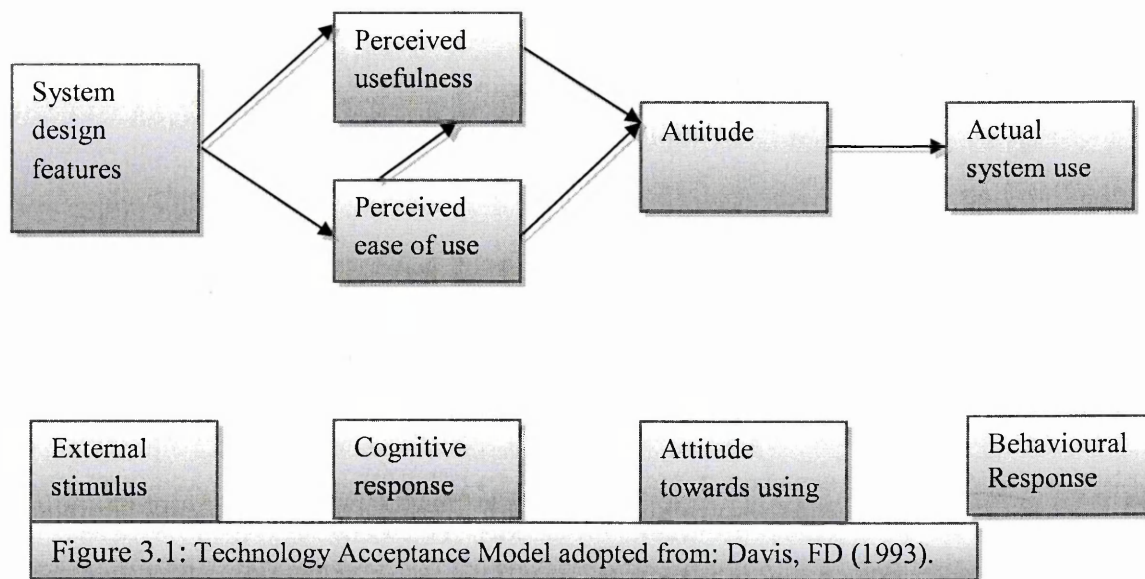 System
design
features
Perceived
usefulness
Perceived
ease of use
Attitude
Actual
system use
External
stimulus
Cognitive
response
Attitude
towards using
Behavioural
Response
Figure 3.1: Technology Acceptance Model adopted from: Davis, FD (1993).